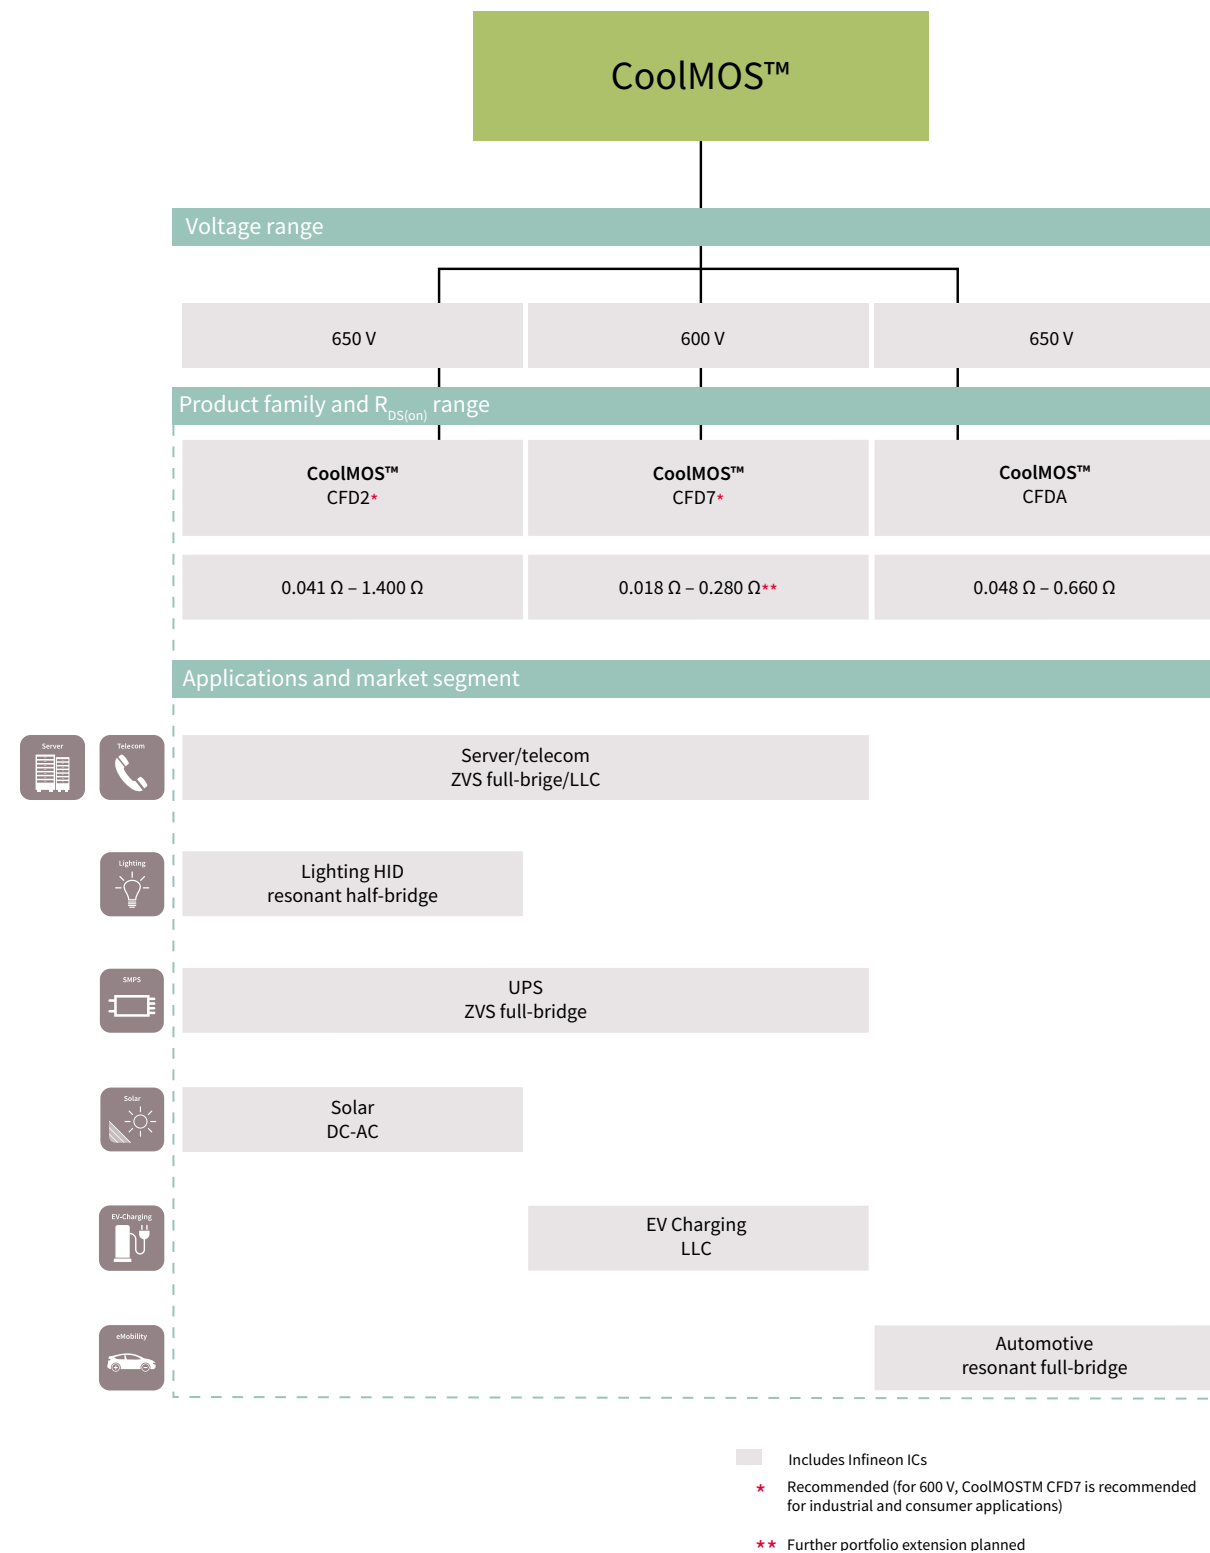 CoolMOS™
Voltage range
650 V
600 V
650 V
Product family and RDS(on) range
CoolMOS™
CFD2*
CoolMOS™
CFD7*
CoolMOS™
CFDA
0.041 Ω – 1.400 Ω
0.018 Ω – 0.280 Ω**
0.048 Ω – 0.660 Ω
Applications and market segment
Server
Telecom
Server/telecom
ZVS full-brige/LLC
Lighting
Lighting HID
resonant half-bridge
SMPS
UPS
ZVS full-bridge
Solar
Solar
DC-AC
EV-Charging
EV Charging
LLC
eMobility
Automotive
resonant full-bridge
Includes Infineon ICs
* Recommended (for 600 V, CoolMOSTM CFD7 is recommended
for industrial and consumer applications)
** Further portfolio extension planned